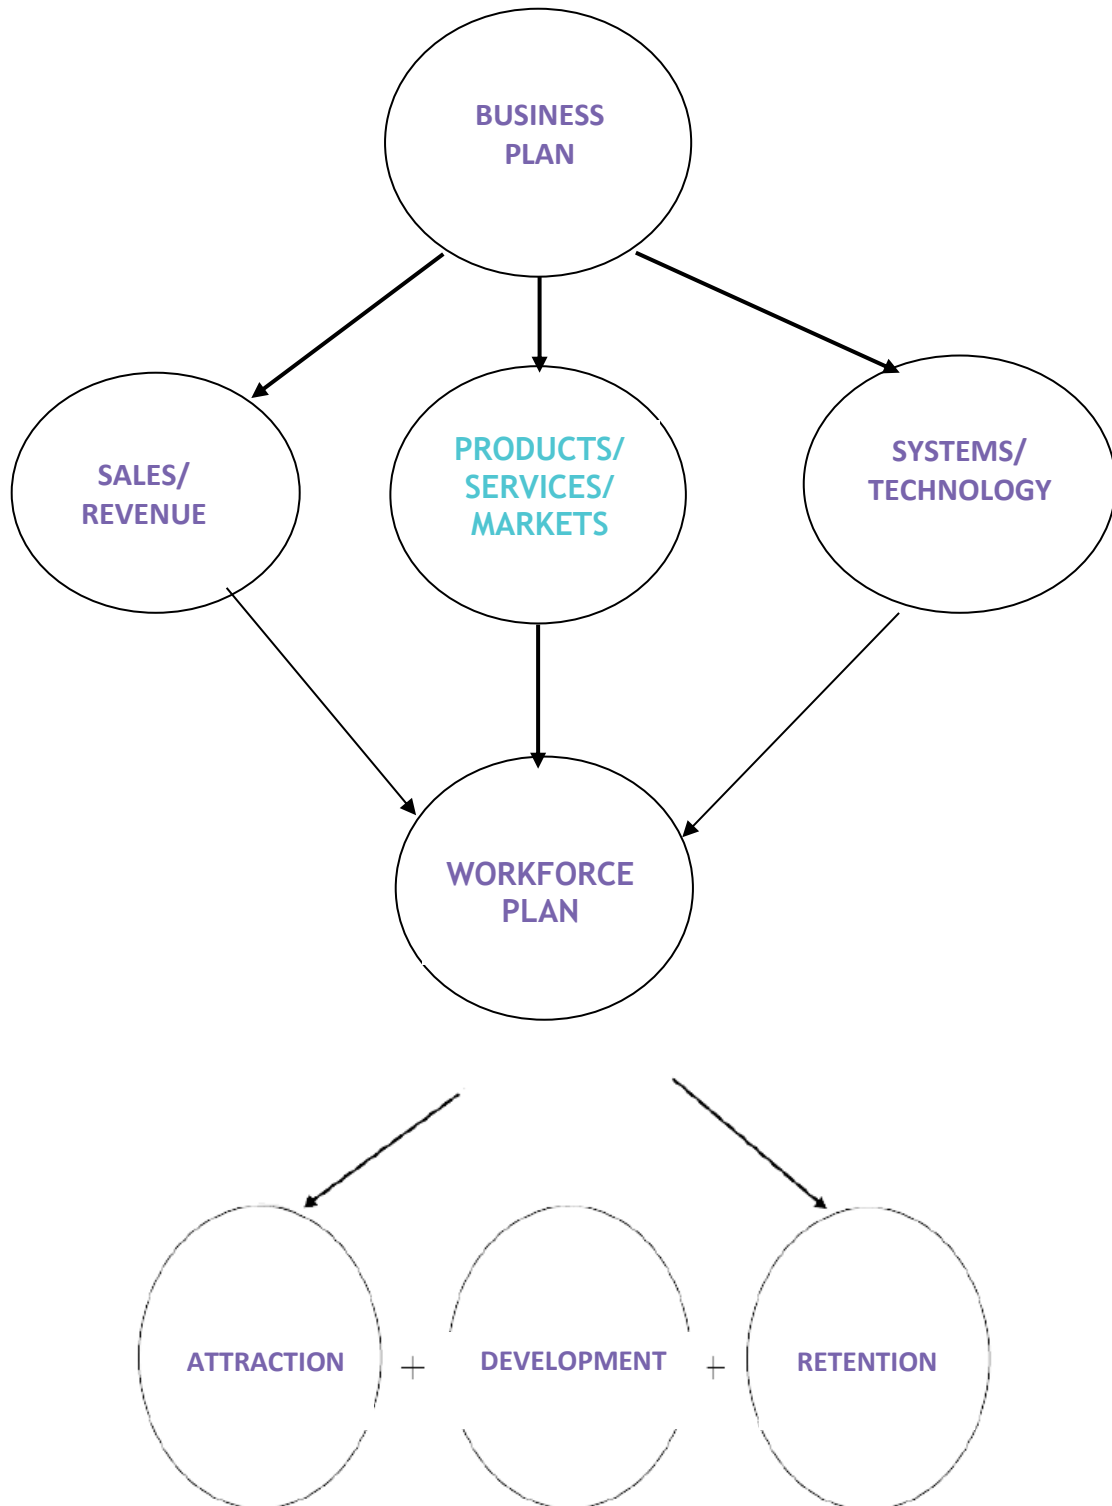 BUSINESS
PLAN
SALES/
REVENUE
PRODUCTS/
SERVICES/
MARKETS
SYSTEMS/
TECHNOLOGY
WORKFORCE
PLAN
ATTRACTION + DEVELOPMENT + RETENTION